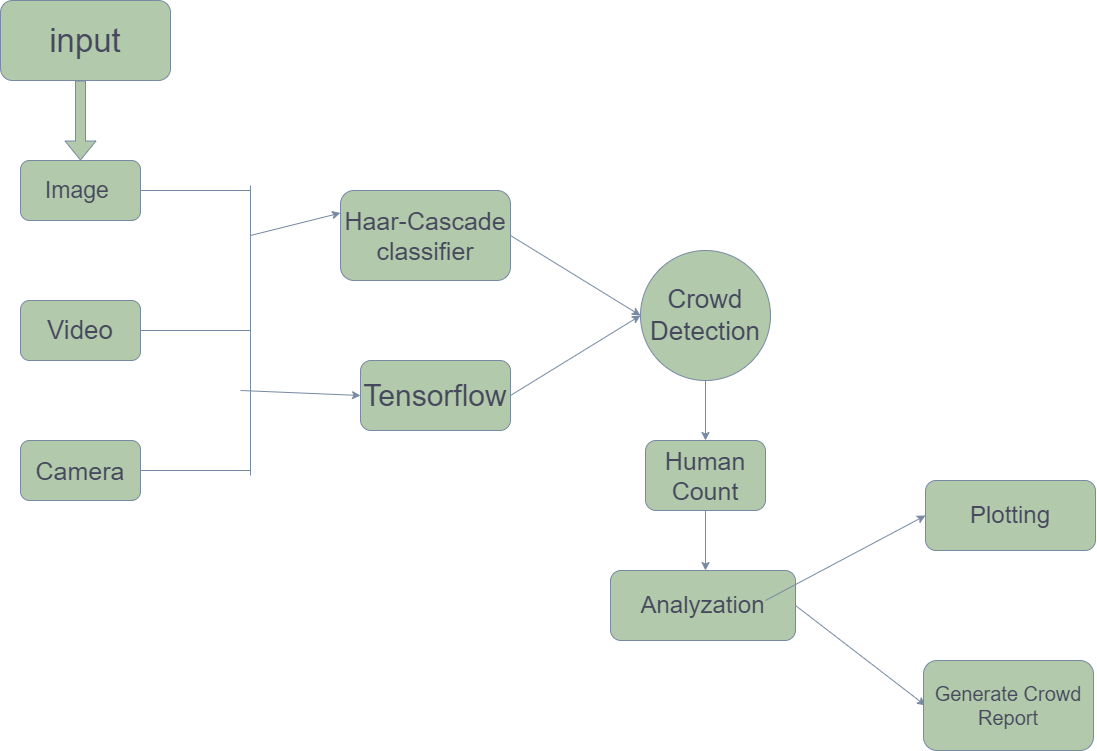 input
Image
Haar-Cascade
classifier
Video
Crowd
Detection
Tensorflow
Camera
Human
Count
Plotting
Analyzation
Generate Crowd
Report